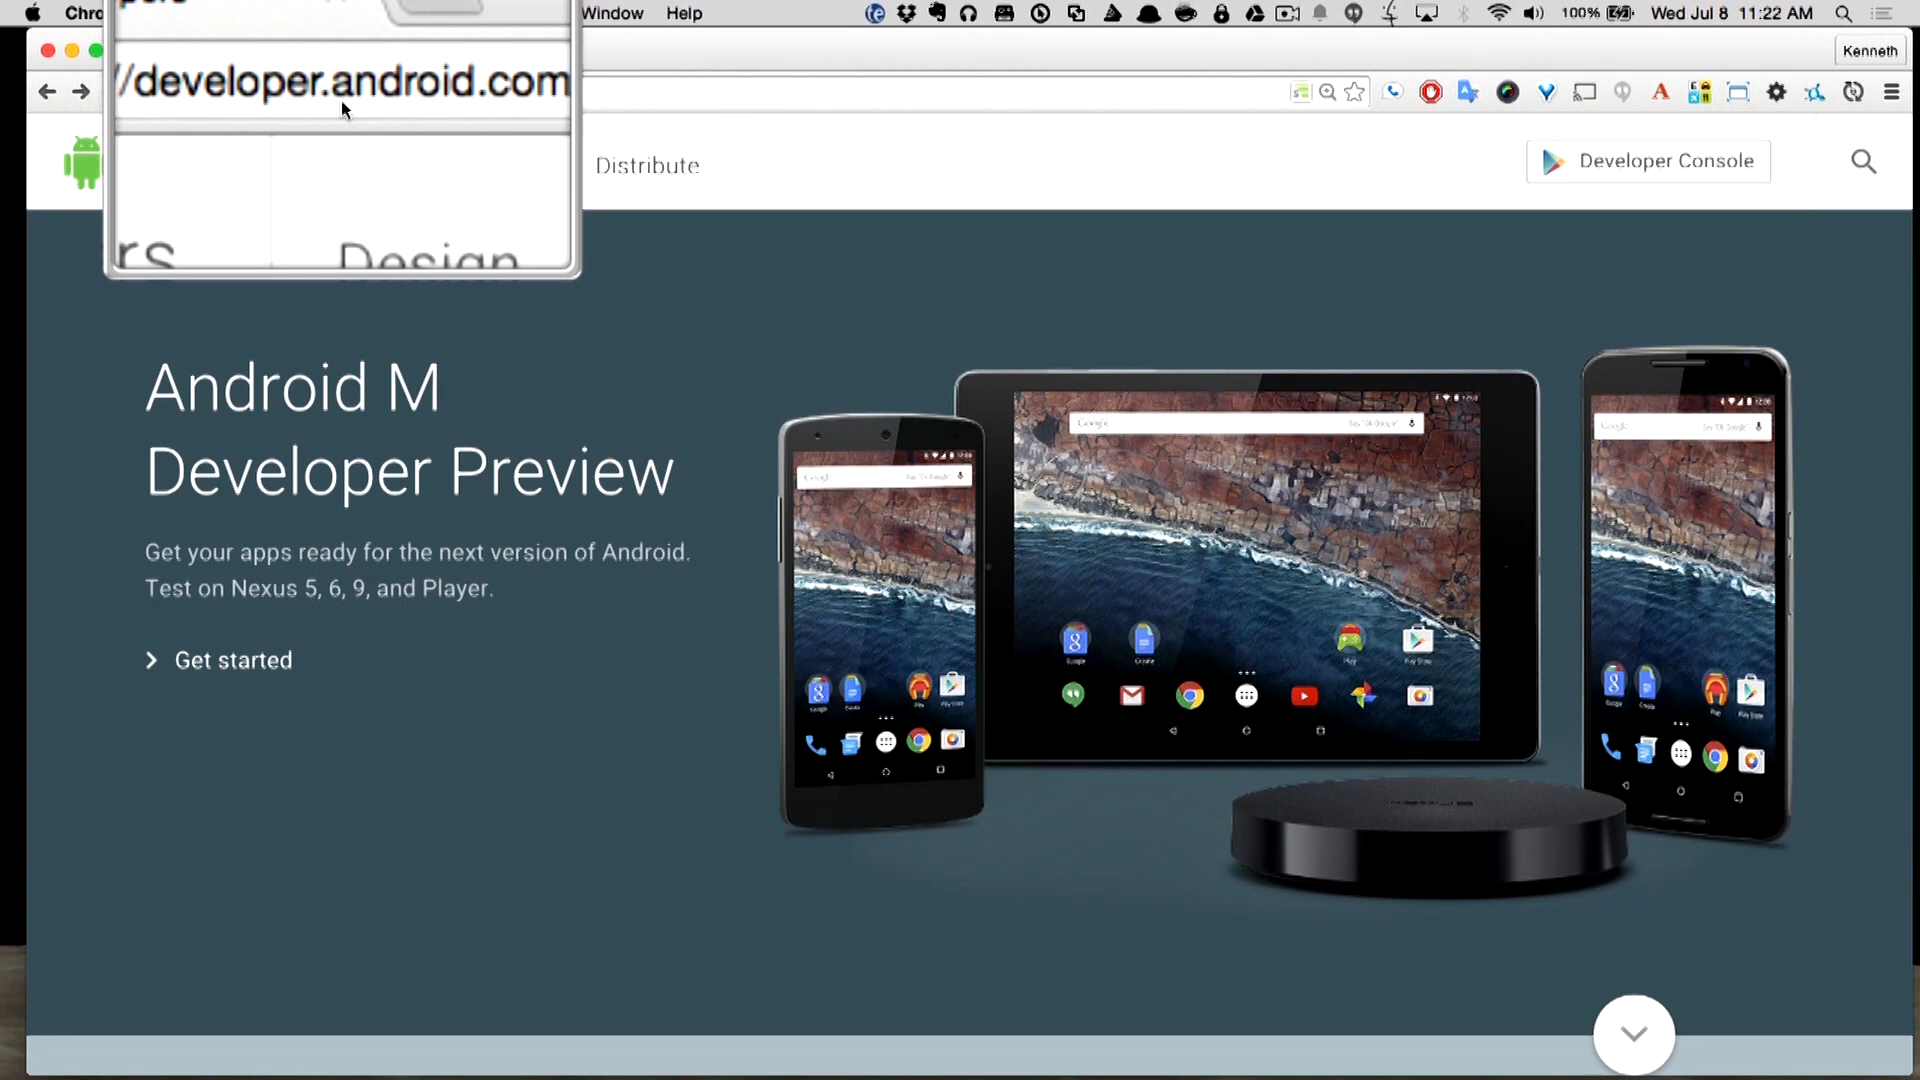 Window Help 100% Wed Jul 8 11:22 AM
Kenneth
//developer.android.com
Distribute
Developer Console
Design
Android M
Developer Preview
Get your apps ready for the next version of Android.
Test on Nexus 5, 6, 9, and Player.
Get started